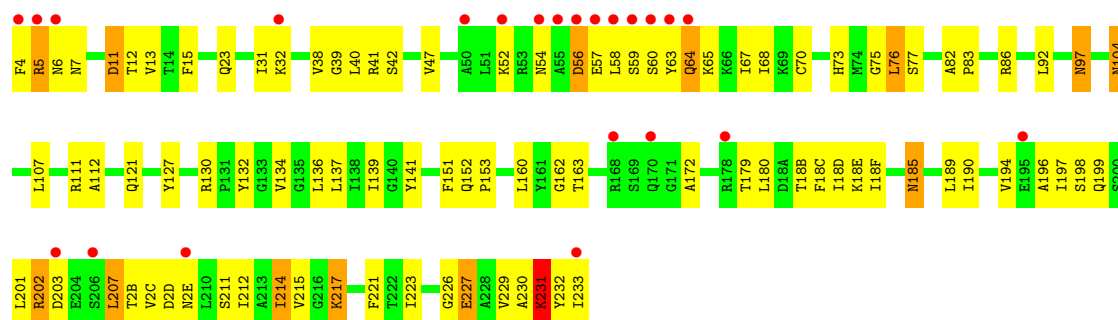 F4 R5 N6 N7 D11 T12 V13 T14 F15 Q23 I31 K32 V38 G39 L40 R41 S42 V47 A50 L51 K52 R53 N54 A55 D56 E57 L58 S59 S60 Y63 Q64 K65 K66 I67 I68 K69 C70 H73 M74 G75 L76 S77 A82 P83 R86 L92 N97 N104
L107 R111 A112 Q121 Y127 R130 P131 Y132 G133 V134 G135 L136 L137 I138 I139 G140 Y141 F151 Q152 P153 L160 Y161 G162 T163 R168 S169 Q170 G171 A172 R178 T179 L180 D18A T18B F18C I18D K18E I18F N185 L189 I190 V194 E195 A196 I197 S198 Q199 S200
L201 R202 D203 E204 S206 L207 T2B V2C D2D N2E L210 S211 I212 A213 I214 V215 G216 K217 F221 T222 I223 G226 E227 A228 V229 A230 K231 Y232 I233